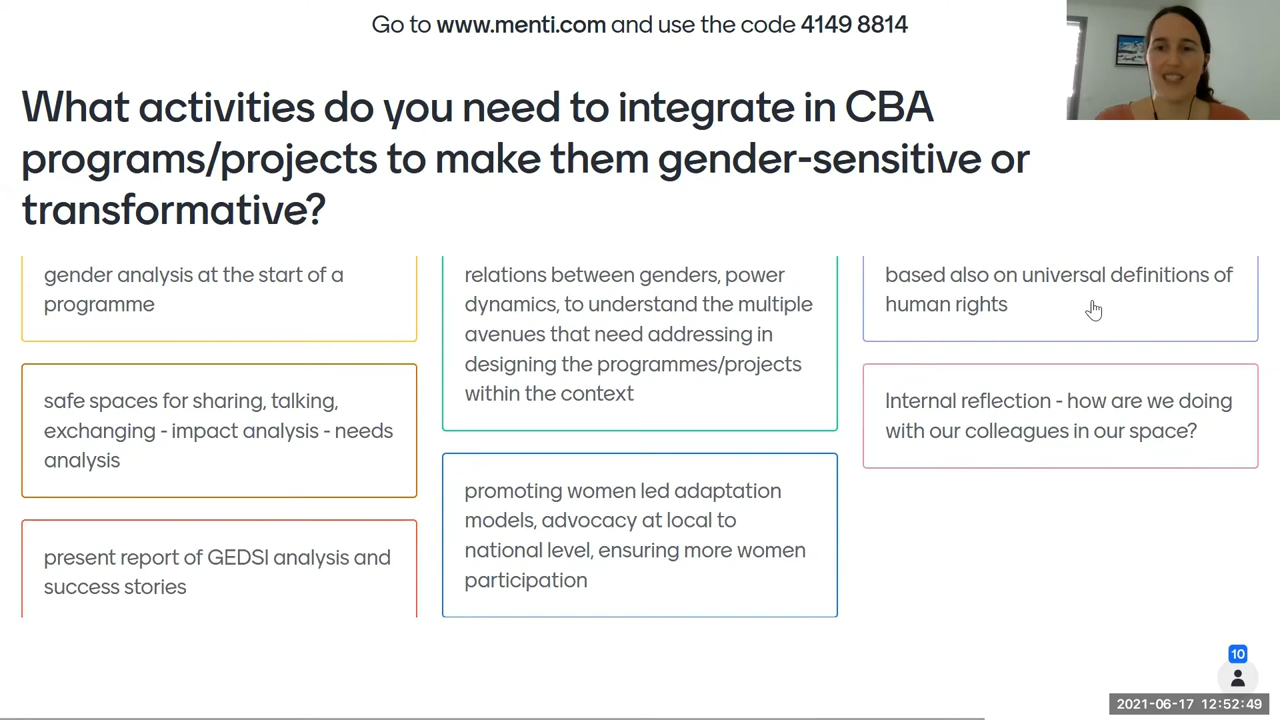 Go to www.menti.com and use the code 4149 8814
What activities do you need to integrate in CBA
programs/projects to make them gender-sensitive or
transformative?
gender analysis at the start of a
programme
safe spaces for sharing, talking,
exchanging - impact analysis - needs
analysis
present report of GEDSI analysis and
success stories
relations between genders, power
dynamics, to understand the multiple
avenues that need addressing in
designing the programmes/projects
within the context
promoting women led adaptation
models, advocacy at local to
national level, ensuring more women
participation
based also on universal definitions of
human rights
Internal reflection - how are we doing
with our colleagues in our space?
10
2021-06-17 12:52:49